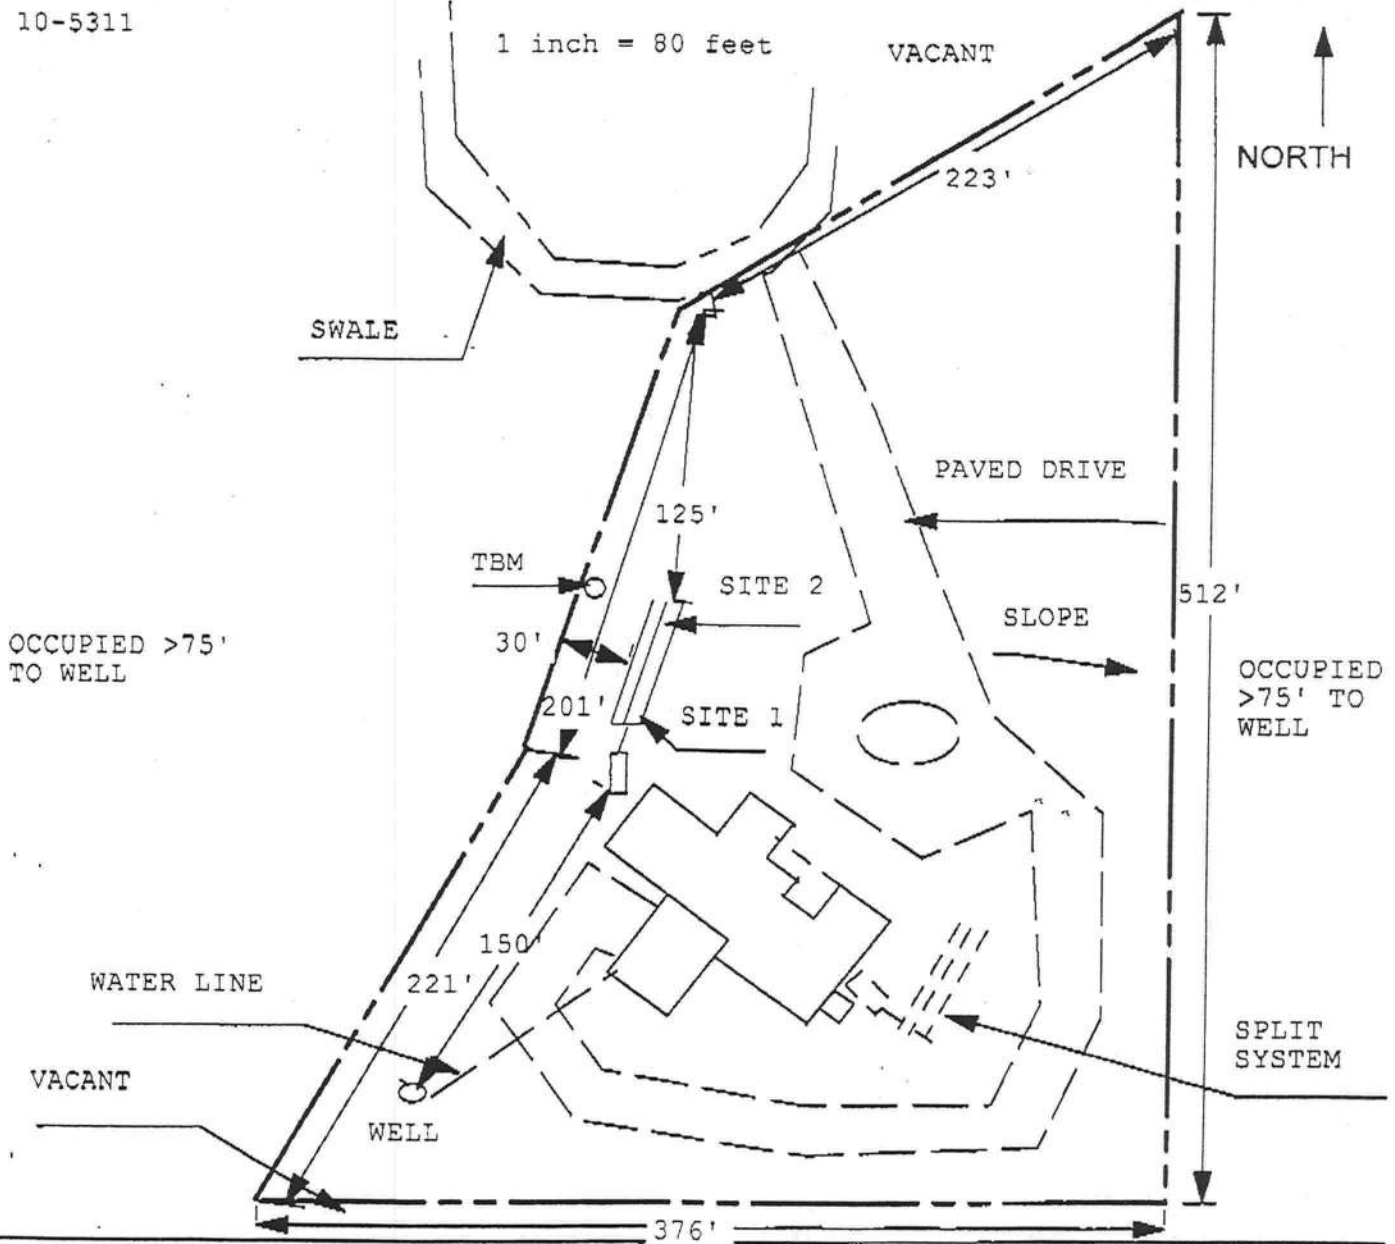 10-5311
1 inch = 80 feet
VACANT
NORTH
223'
SWALE
PAVED DRIVE
125'
TBM
SITE 2
512'
SLOPE
30'
OCCUPIED >75'
TO WELL
OCCUPIED
>75' TO
WELL
201'
SITE 1
150'
221'
WATER LINE
SPLIT
SYSTEM
VACANT
WELL
376'